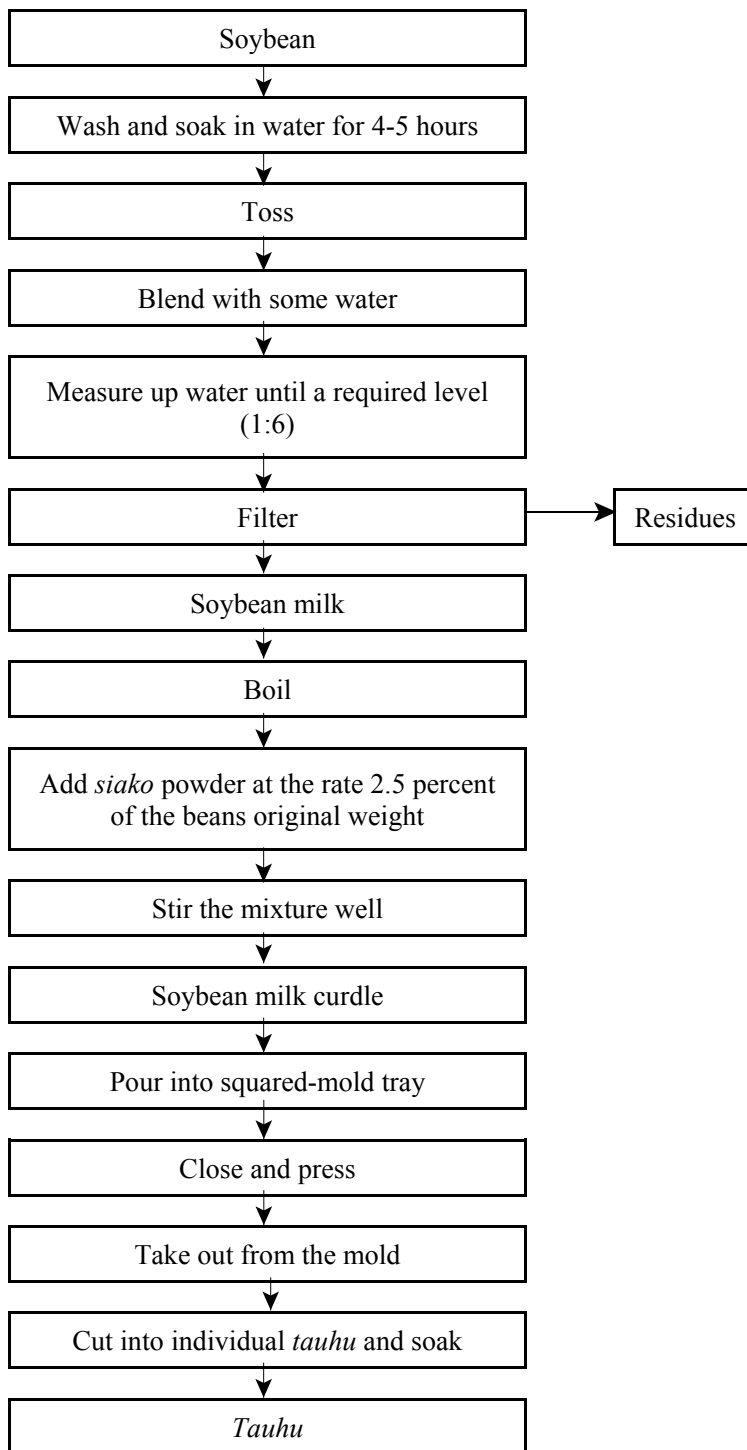 Soybean
Wash and soak in water for 4-5 hours
Toss
Blend with some water
Measure up water until a required level
(1:6)
Filter
Residues
Soybean milk
Boil
Add siako powder at the rate 2.5 percent
of the beans original weight
Stir the mixture well
Soybean milk curdle
Pour into squared-mold tray
Close and press
Take out from the mold
Cut into individual tauhu and soak
Tauhu